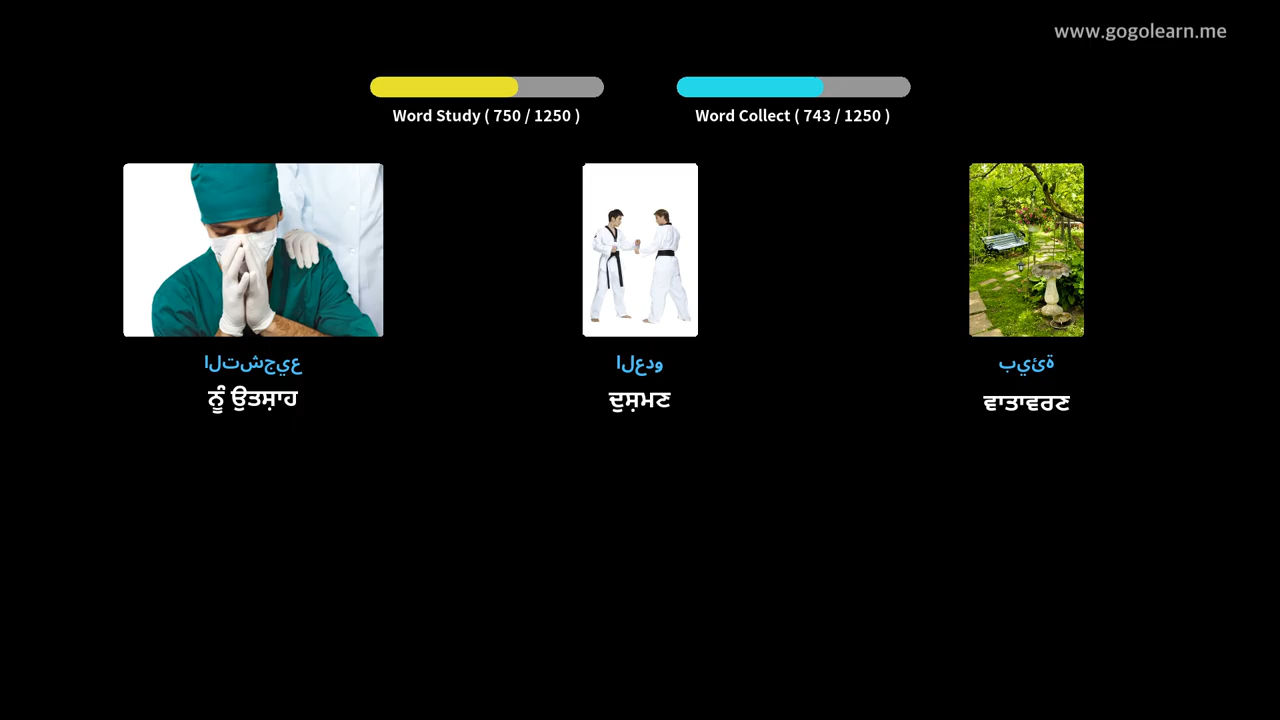 www.gogolearn.me
Word Study ( 750 / 1250 )
Word Collect ( 743 / 1250 )
التشجيع
العدو
بيئة
ਨੂੰ ਉਤਸ਼ਾਹ
ਦੁਸ਼ਮਣ
ਵਾਤਾਵਰਣ